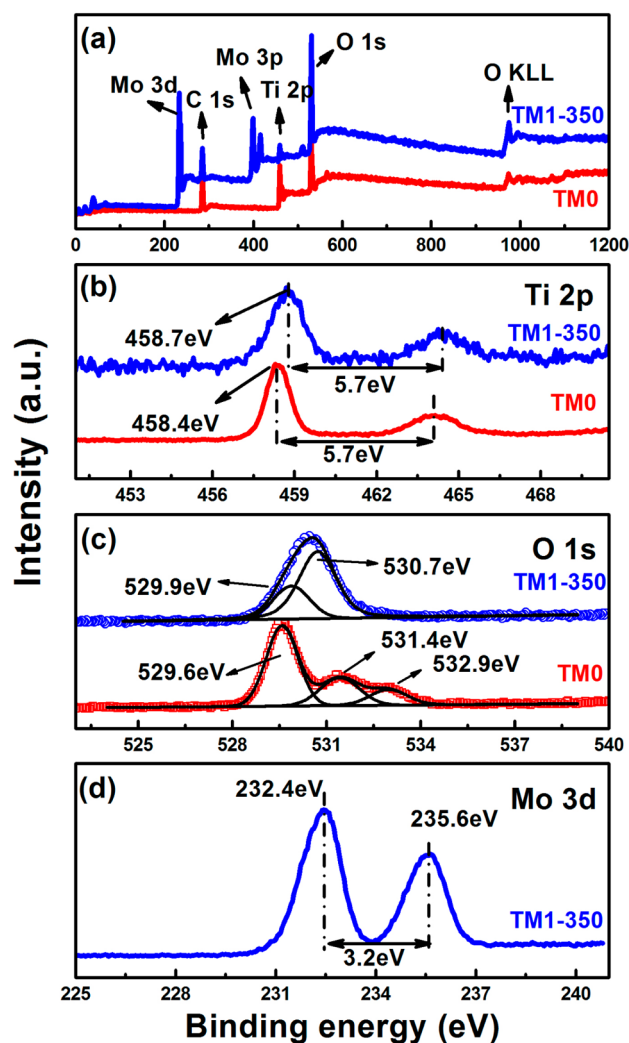 Intensity (a.u.)
(a)
O 1s
Mo 3p
O KLL
Mo 3d
C 1s
Ti 2p
TM1-350
TM0
0 200 400 600 800 1000 1200
(b)
Ti 2p
458.7eV
TM1-350
5.7eV
458.4eV
TM0
5.7eV
453 456 459 462 465 468
(c)
O 1s
529.9eV
530.7eV
TM1-350
529.6eV
531.4eV
532.9eV
TM0
525 528 531 534 537 540
(d)
232.4eV
Mo 3d
235.6eV
TM1-350
3.2eV
225 228 231 234 237 240
Binding energy (eV)